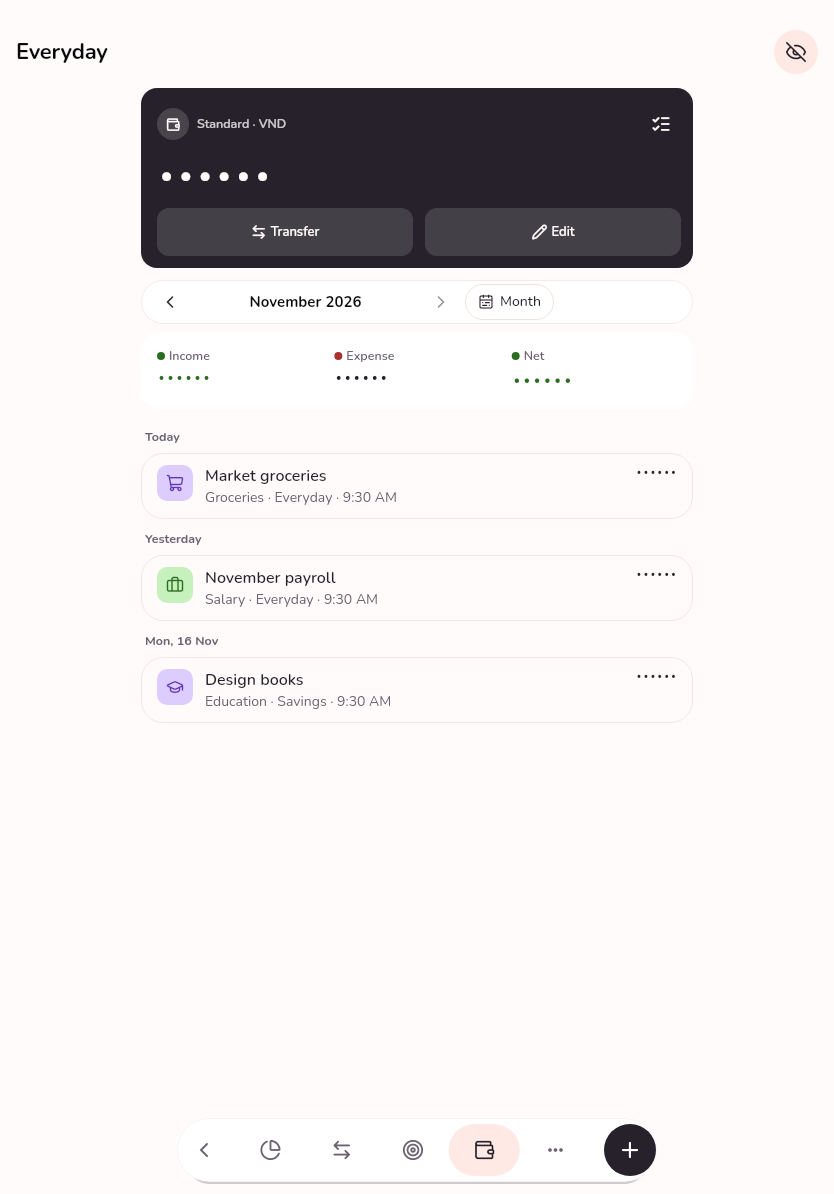 Everyday
Standard · VND
••••••
Transfer
Edit
November 2026
Month
Income
Expense
Net
••••••
••••••
••••••
Today
Market groceries
••••••
Groceries · Everyday · 9:30 AM
Yesterday
November payroll
••••••
Salary · Everyday · 9:30 AM
Mon, 16 Nov
Design books
••••••
Education · Savings · 9:30 AM